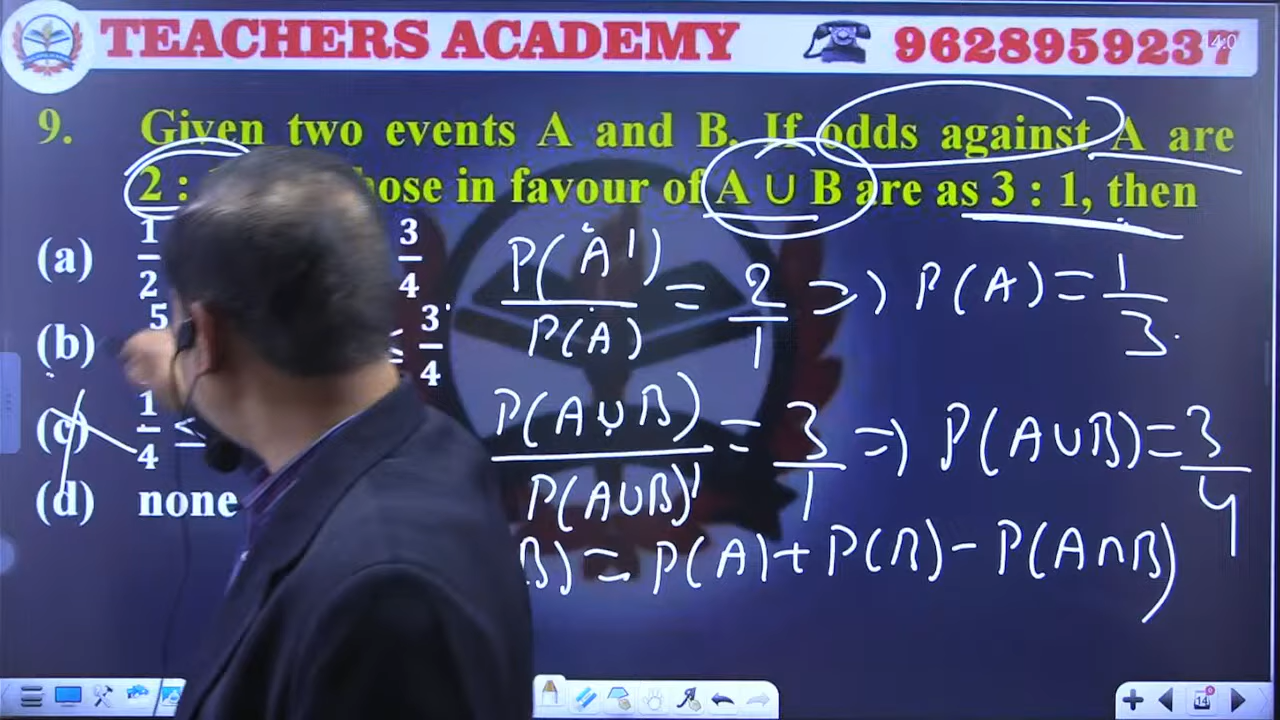 TEACHERS ACADEMY 9628959237
14:0
9. Given two events A and B. If odds against A are
2 : hose in favour of A ∪ B are as 3 : 1, then
(a) 1/2 3/4
(b) 5 ≤ 3/4
(c) 1/4 ≤
(d) none
P(A')/P(A) = 2/1 => P(A) = 1/3
P(A∪B)/P(A∪B)' = 3/1 => P(A∪B) = 3/4
B) = P(A) + P(B) - P(A∩B)
14